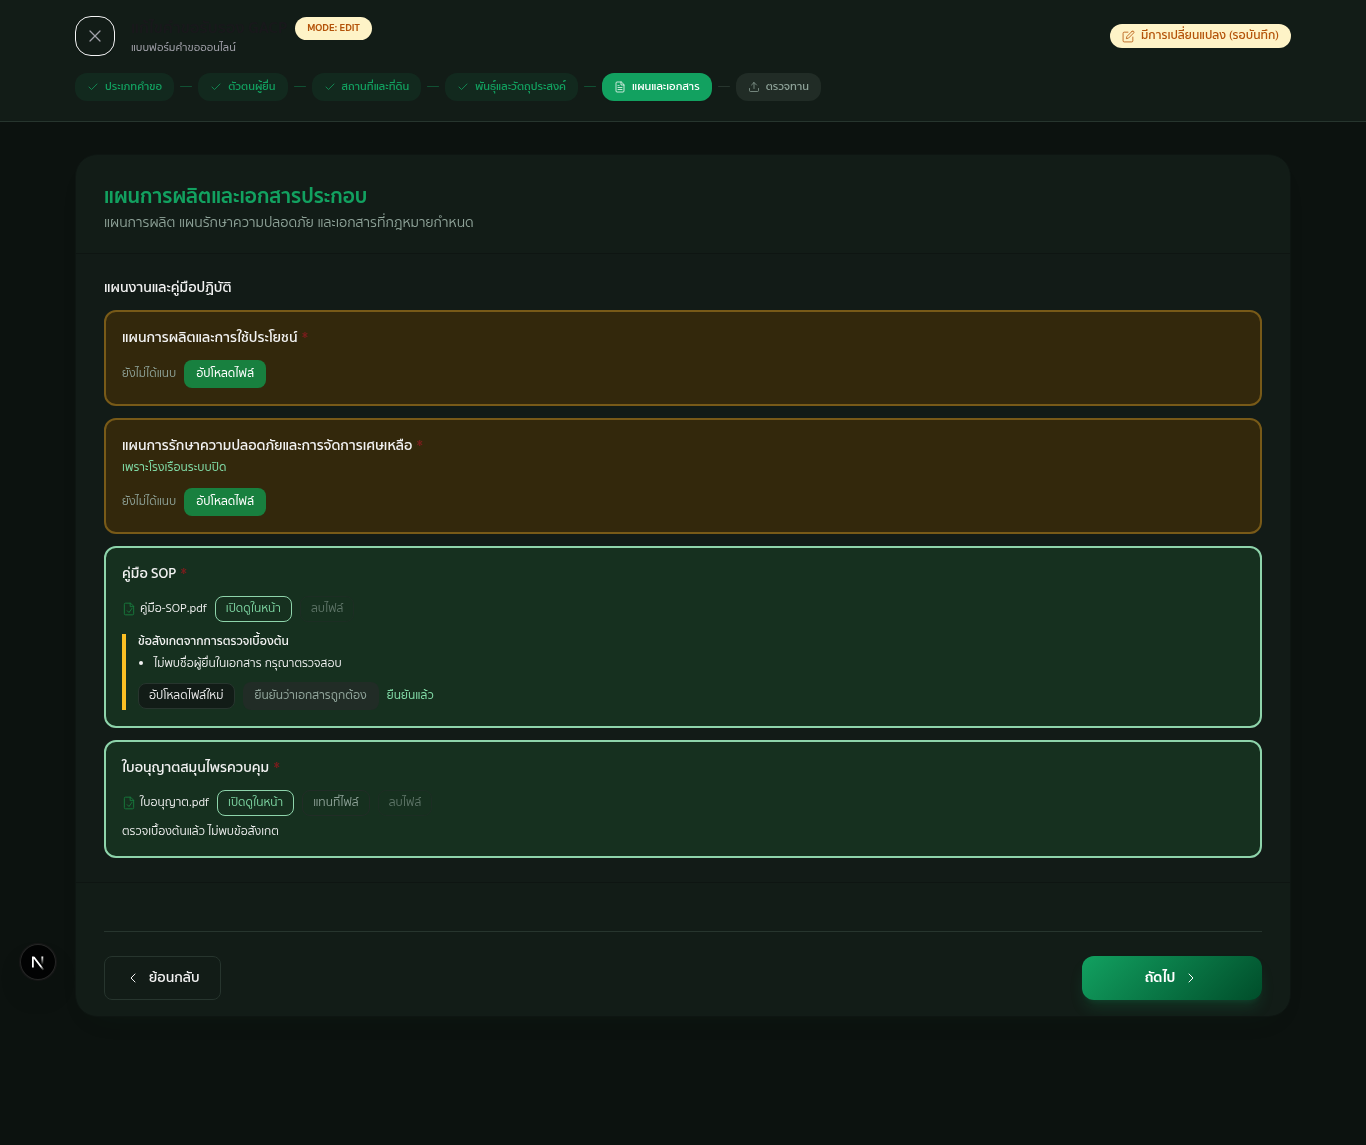 MODE: EDIT
แบบฟอร์มคำขอออนไลน์
มีการเปลี่ยนแปลง (รอบันทึก)
ประเภทคำขอ
ตัวตนผู้ยื่น
สถานที่และที่ดิน
พันธุ์และวัตถุประสงค์
แผนและเอกสาร
ตรวจทาน
แผนการผลิตและเอกสารประกอบ
แผนการผลิต แผนรักษาความปลอดภัย และเอกสารที่กฎหมายกำหนด
แผนงานและคู่มือปฏิบัติ
แผนการผลิตและการใช้ประโยชน์ *
ยังไม่ได้แนบ อัปโหลดไฟล์
แผนการรักษาความปลอดภัยและการจัดการเศษเหลือ *
เพราะโรงเรือนระบบปิด
ยังไม่ได้แนบ อัปโหลดไฟล์
คู่มือ SOP *
คู่มือ-SOP.pdf เปิดดูในหน้า ลบไฟล์
ข้อสังเกตจากการตรวจเบื้องต้น
• ไม่พบชื่อผู้ยื่นในเอกสาร กรุณาตรวจสอบ
อัปโหลดไฟล์ใหม่ ยืนยันว่าเอกสารถูกต้อง ยืนยันแล้ว
ใบอนุญาตสมุนไพรควบคุม *
ใบอนุญาต.pdf เปิดดูในหน้า แทนที่ไฟล์ ลบไฟล์
ตรวจเบื้องต้นแล้ว ไม่พบข้อสังเกต
ย้อนกลับ
ถัดไป
N